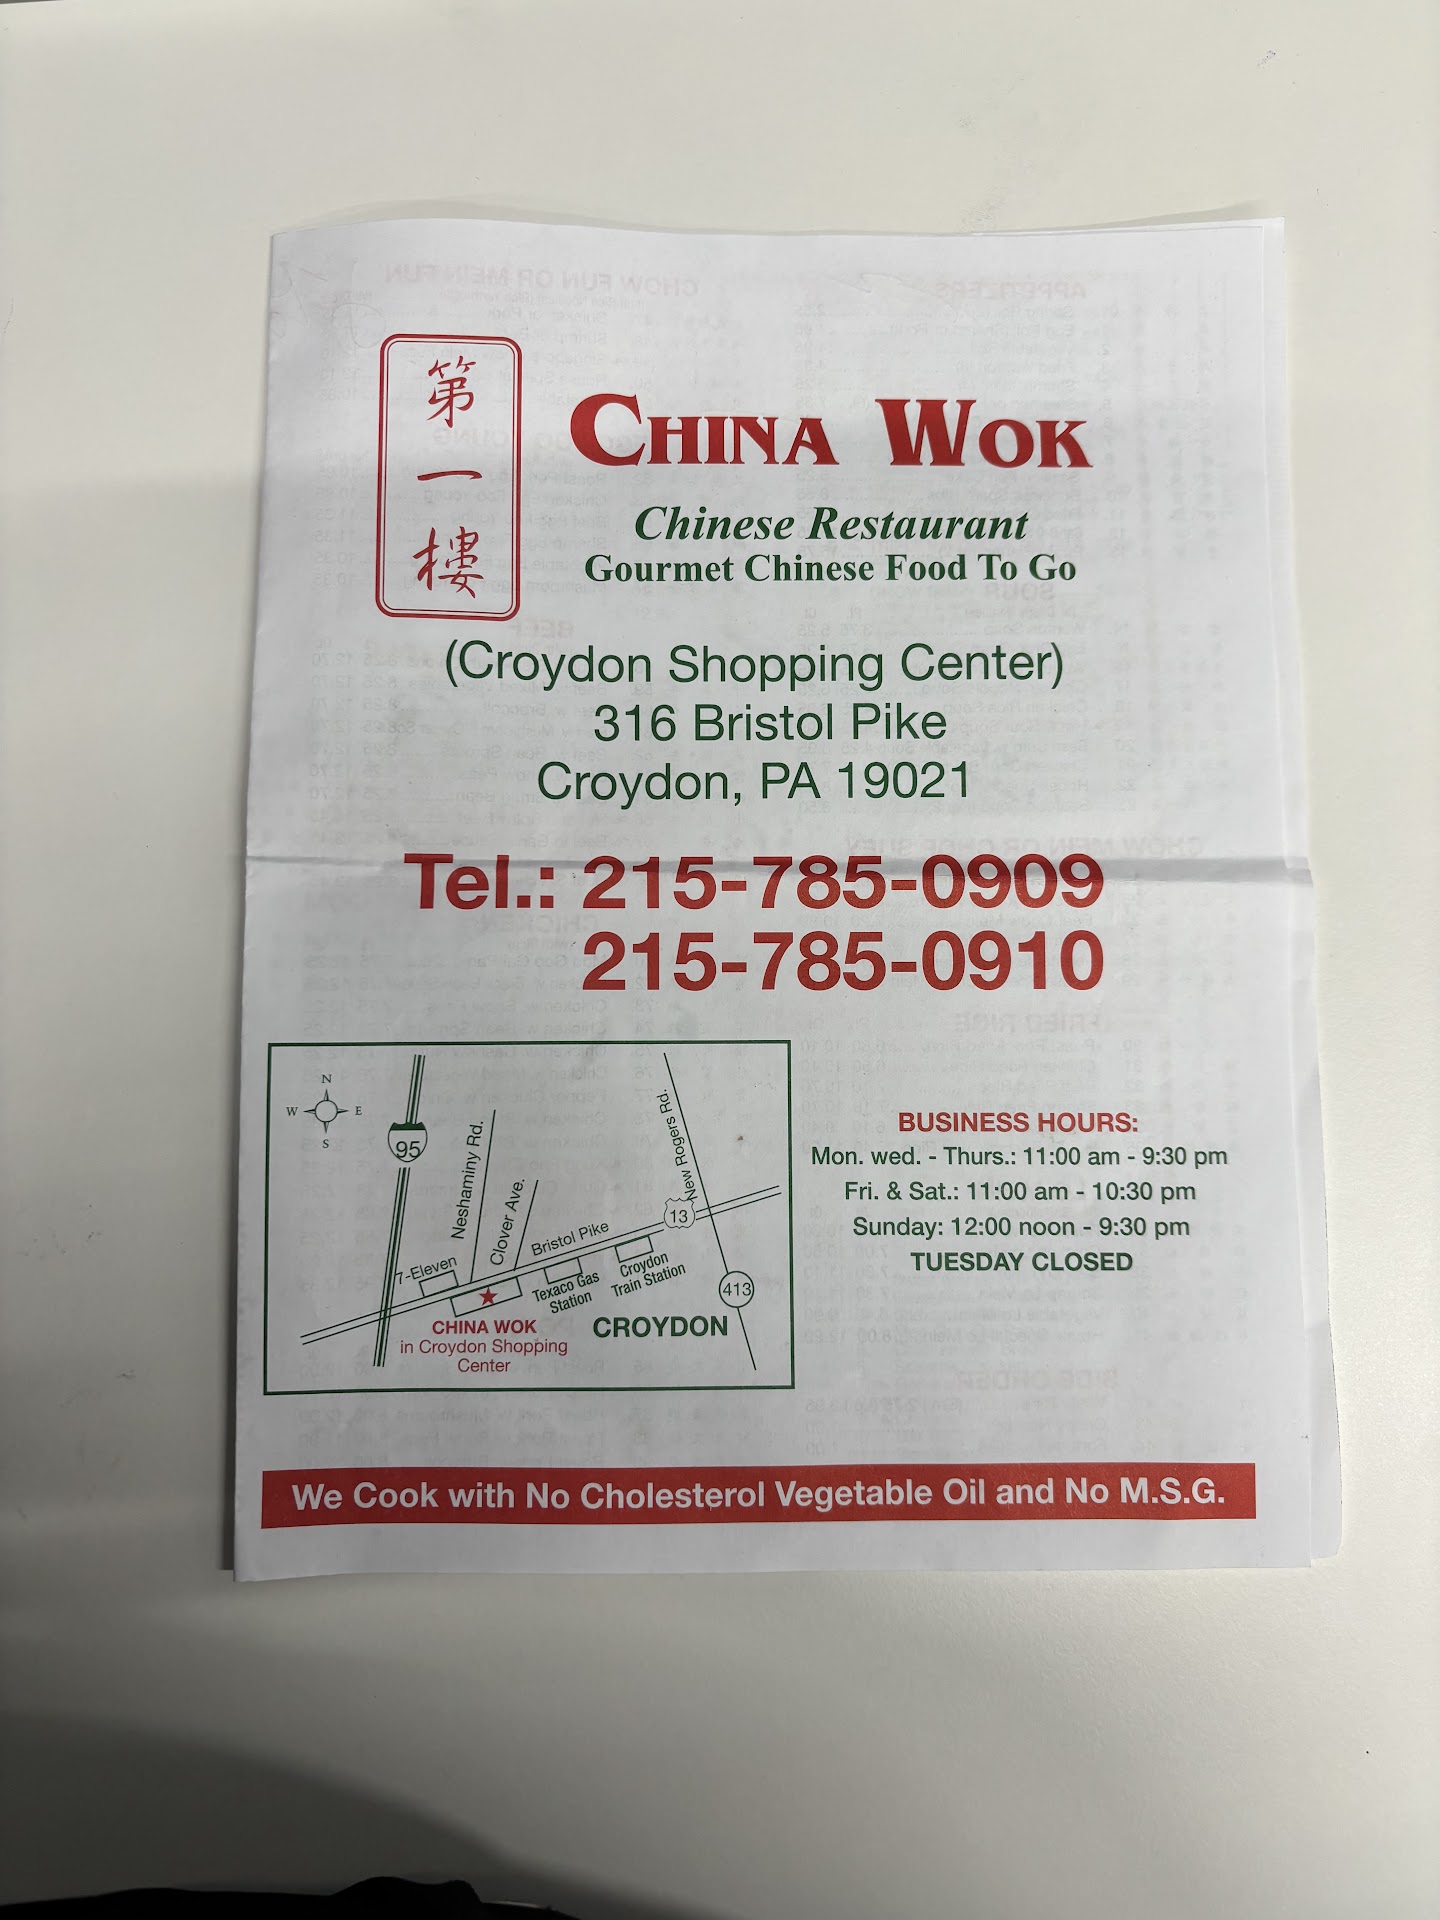 第
一
樓
CHINA WOK
Chinese Restaurant
Gourmet Chinese Food To Go
(Croydon Shopping Center)
316 Bristol Pike
Croydon, PA 19021
Tel.: 215-785-0909
215-785-0910
N
W E
S
95
Neshaminy Rd.
Clover Ave.
New Rogers Rd.
Bristol Pike
13
7-Eleven
Texaco Gas
Station
Croydon
Train Station
413
CHINA WOK
in Croydon Shopping
Center
CROYDON
BUSINESS HOURS:
Mon. wed. - Thurs.: 11:00 am - 9:30 pm
Fri. & Sat.: 11:00 am - 10:30 pm
Sunday: 12:00 noon - 9:30 pm
TUESDAY CLOSED
We Cook with No Cholesterol Vegetable Oil and No M.S.G.